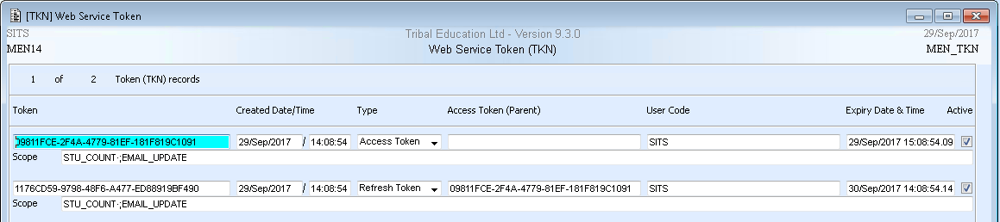 [TKN] Web Service Token
SITS Tribal Education Ltd - Version 9.3.0 29/Sep/2017
MEN14 Web Service Token (TKN) MEN_TKN
1 of 2 Token (TKN) records
Token Created Date/Time Type Access Token (Parent) User Code Expiry Date & Time Active
09811FCE-2F4A-4779-81EF-181F819C1091 29/Sep/2017 / 14:08:54 Access Token SITS 29/Sep/2017 15:08:54.09
Scope STU_COUNT·;EMAIL_UPDATE
1176CD59-9798-48F6-A477-ED88919BF490 29/Sep/2017 / 14:08:54 Refresh Token 09811FCE-2F4A-4779-81EF-181F819C1091 SITS 30/Sep/2017 14:08:54.14
Scope STU_COUNT·;EMAIL_UPDATE